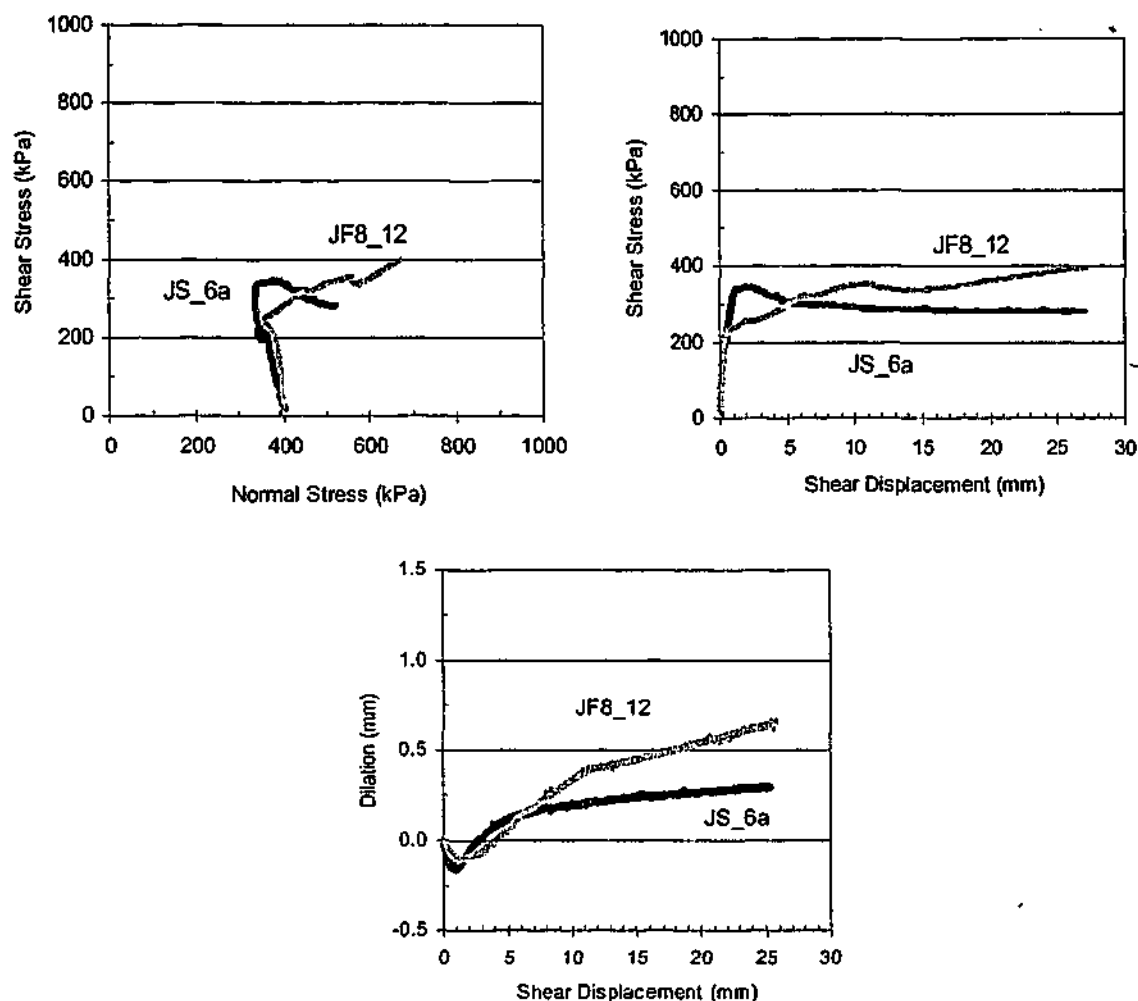 1000
800
600
400
200
0
Shear Stress (kPa)
JF8_12
JS_6a
0 200 400 600 800 1000
Normal Stress (kPa)
1000
800
600
400
200
0
Shear Stress (kPa)
JF8_12
JS_6a
0 5 10 15 20 25 30
Shear Displacement (mm)
1.5
1.0
0.5
0.0
-0.5
Dilation (mm)
JF8_12
JS_6a
0 5 10 15 20 25 30
Shear Displacement (mm)